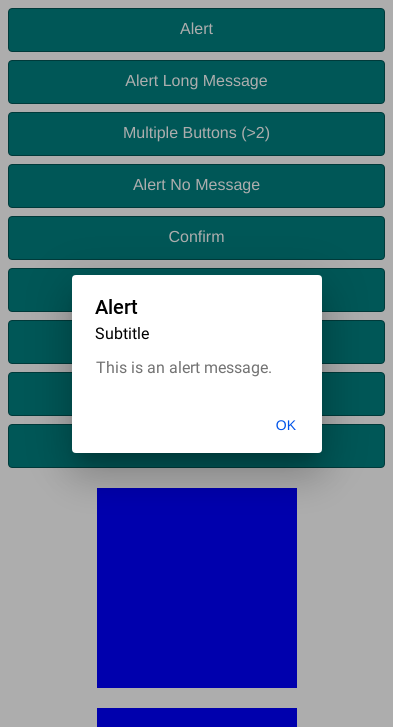 Alert
Alert Long Message
Multiple Buttons (>2)
Alert No Message
Confirm
Alert
Subtitle
This is an alert message.
OK